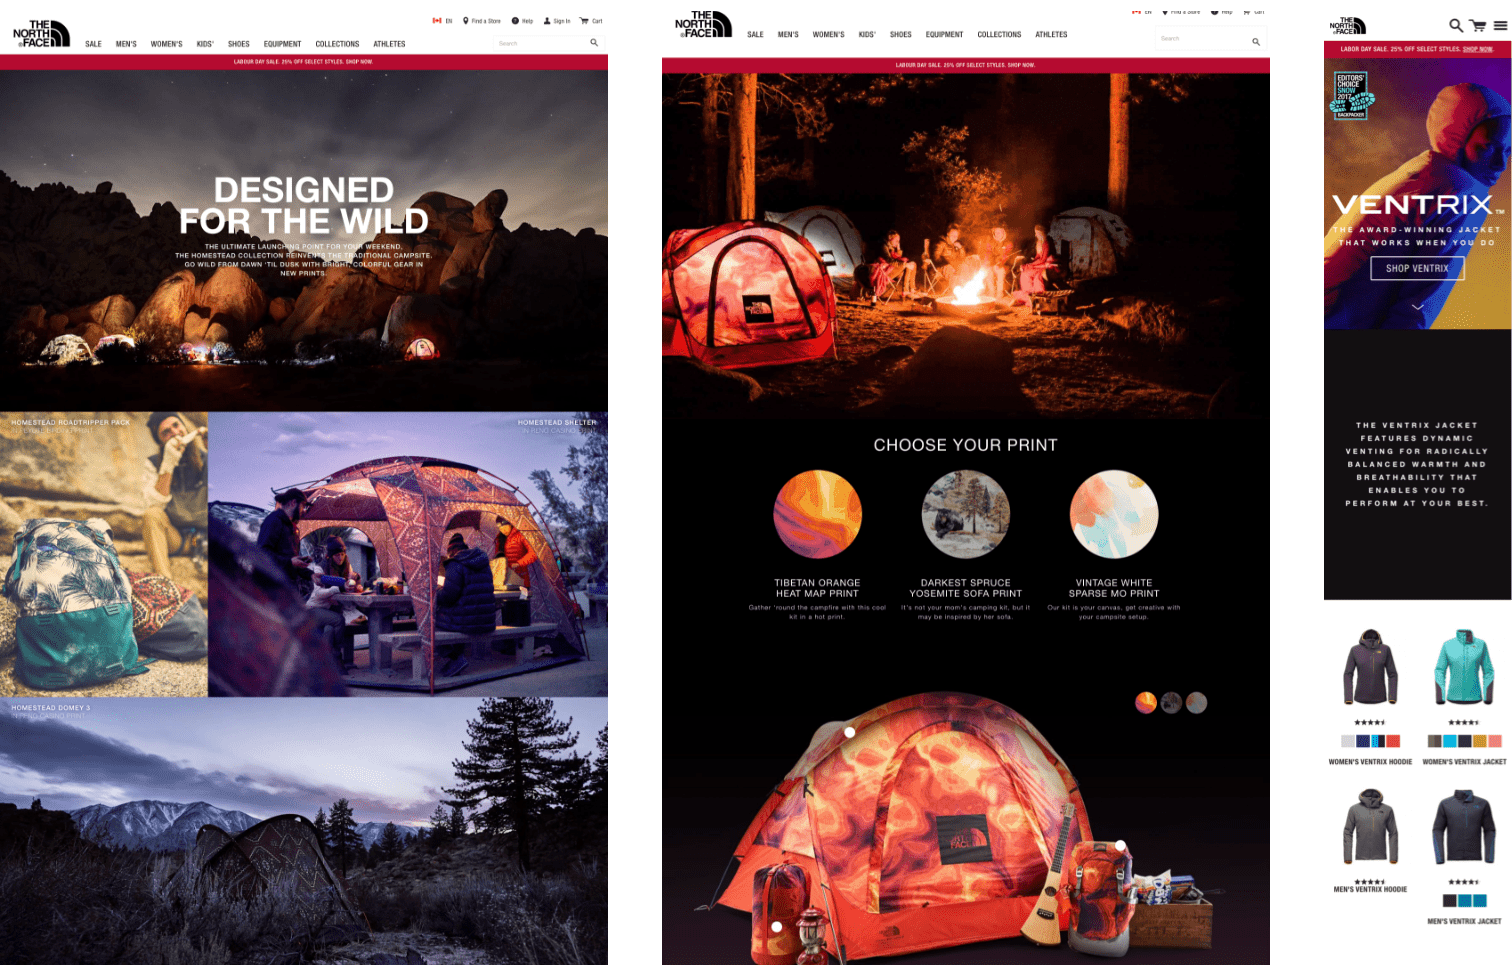 THE
NORTH
FACE
EN
Find a Store
Help
Sign In
Cart
SALE
MEN'S
WOMEN'S
KIDS'
SHOES
EQUIPMENT
COLLECTIONS
ATHLETES
Search
LABOUR DAY SALE. 25% OFF SELECT STYLES. SHOP NOW.
DESIGNED
FOR THE WILD
THE ULTIMATE LAUNCHING POINT FOR YOUR WEEKEND,
THE HOMESTEAD COLLECTION REINVENTS THE TRADITIONAL CAMPSITE.
GO WILD FROM DAWN 'TIL DUSK WITH BRIGHT, COLORFUL GEAR IN
NEW PRINTS.
HOMESTEAD ROADTRIPPER PACK
HOMESTEAD SHELTER
HOMESTEAD DOMEY 3
THE
NORTH
FACE
EN
Find a Store
Help
Cart
SALE
MEN'S
WOMEN'S
KIDS'
SHOES
EQUIPMENT
COLLECTIONS
ATHLETES
Search
LABOUR DAY SALE. 25% OFF SELECT STYLES. SHOP NOW.
CHOOSE YOUR PRINT
TIBETAN ORANGE
HEAT MAP PRINT
Gather 'round the campfire with this cool
kit in a hot print.
DARKEST SPRUCE
YOSEMITE SOFA PRINT
It's not your mom's camping kit, but it
may be inspired by her sofa.
VINTAGE WHITE
SPARSE MO PRINT
Our kit is your canvas, get creative with
your campsite setup.
THE
NORTH
FACE
LABOR DAY SALE. 25% OFF SELECT STYLES. SHOP NOW.
EDITORS'
CHOICE
SNOW
2017
BACKPACKER
VENTRIX™
THE AWARD-WINNING JACKET
THAT WORKS WHEN YOU DO
SHOP VENTRIX
THE VENTRIX JACKET
FEATURES DYNAMIC
VENTING FOR RADICALLY
BALANCED WARMTH AND
BREATHABILITY THAT
ENABLES YOU TO
PERFORM AT YOUR BEST.
WOMEN'S VENTRIX HOODIE
WOMEN'S VENTRIX JACKET
MEN'S VENTRIX HOODIE
MEN'S VENTRIX JACKET